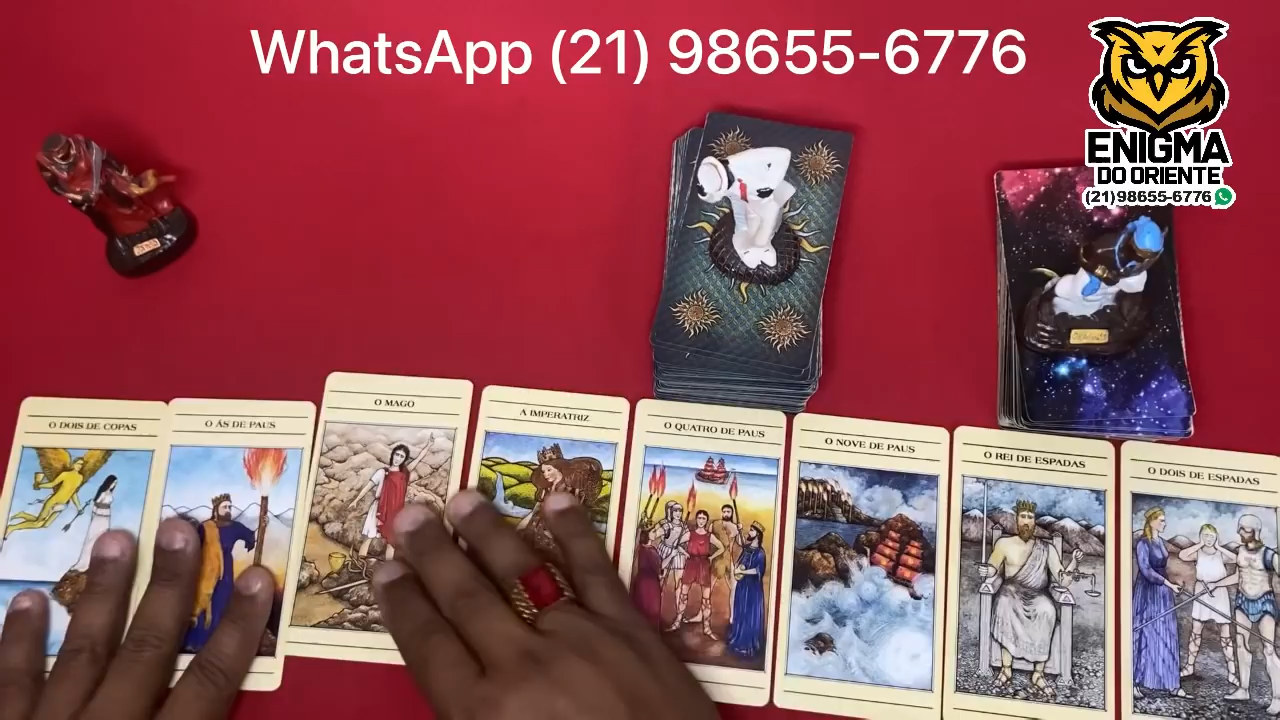 WhatsApp (21) 98655-6776
ENIGMA
DO ORIENTE
(21)98655-6776
O DOIS DE COPAS
O ÁS DE PAUS
O MAGO
A IMPERATRIZ
O QUATRO DE PAUS
O NOVE DE PAUS
O REI DE ESPADAS
O DOIS DE ESPADAS